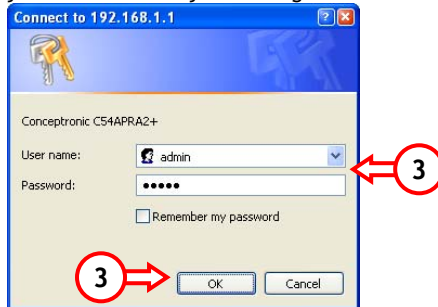 Connect to 192.168.1.1
Conceptronic C54APRA2+
User name: admin
Password: •••••
3
Remember my password
3
OK Cancel